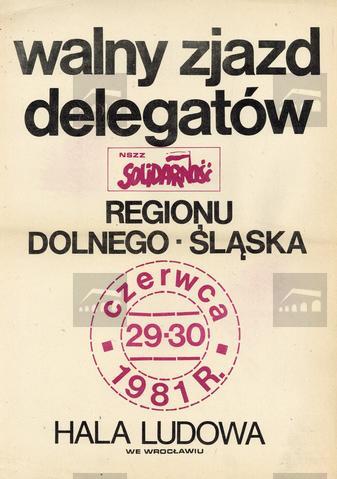 walny zjazd
delegatów
NSZZ
SOLIDARNOŚĆ
REGIONU
DOLNEGO - ŚLĄSKA
czerwca
29-30
1981 R.
HALA LUDOWA
WE WROCŁAWIU